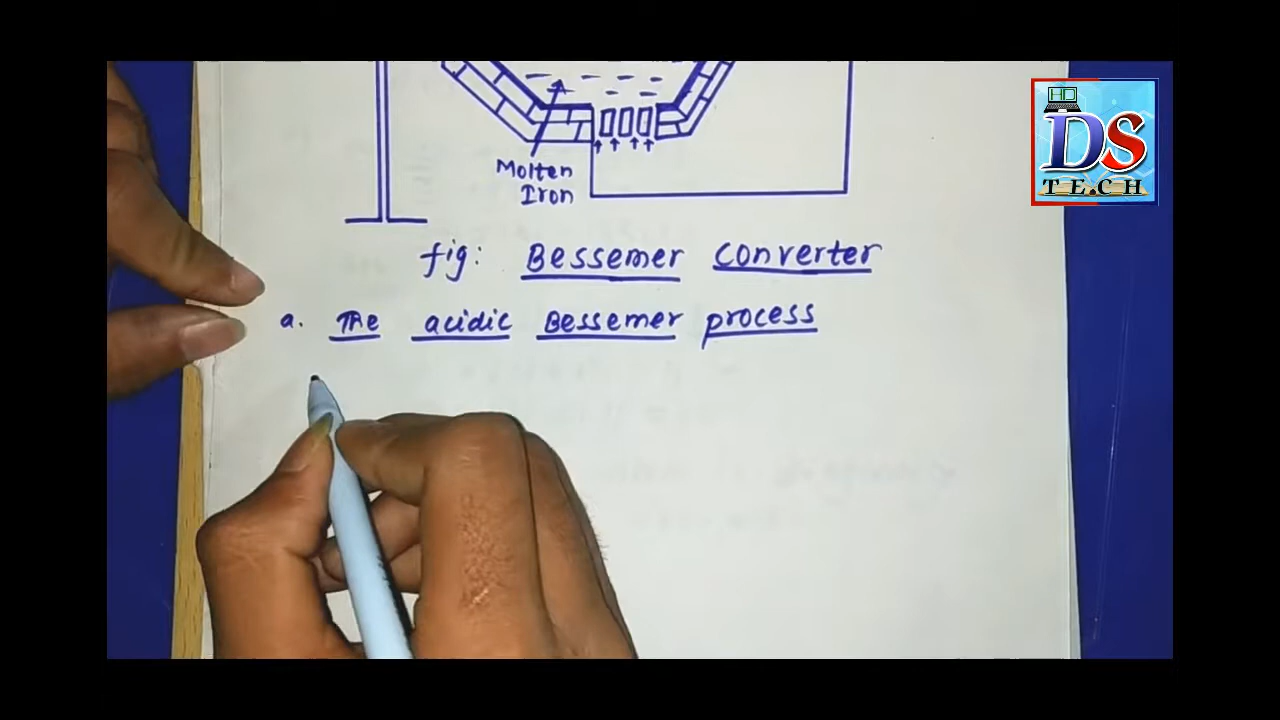 HD
DS
TECH
Molten
Iron
fig: Bessemer Converter
a. The acidic Bessemer process